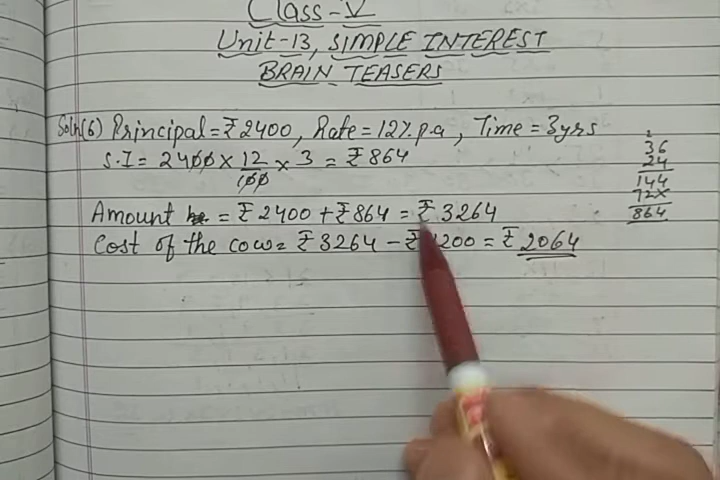 Class-V
Unit-13, SIMPLE INTEREST
BRAIN TEASERS
Soln(6) Principal = ₹2400, Rate = 12% p.a, Time = 3yrs
S.I = 2400 × 12/100 × 3 = ₹864
Amount = ₹2400 + ₹864 = ₹3264
Cost of the cow = ₹3264 - ₹1200 = ₹2064
2
36
24
144
72×
864